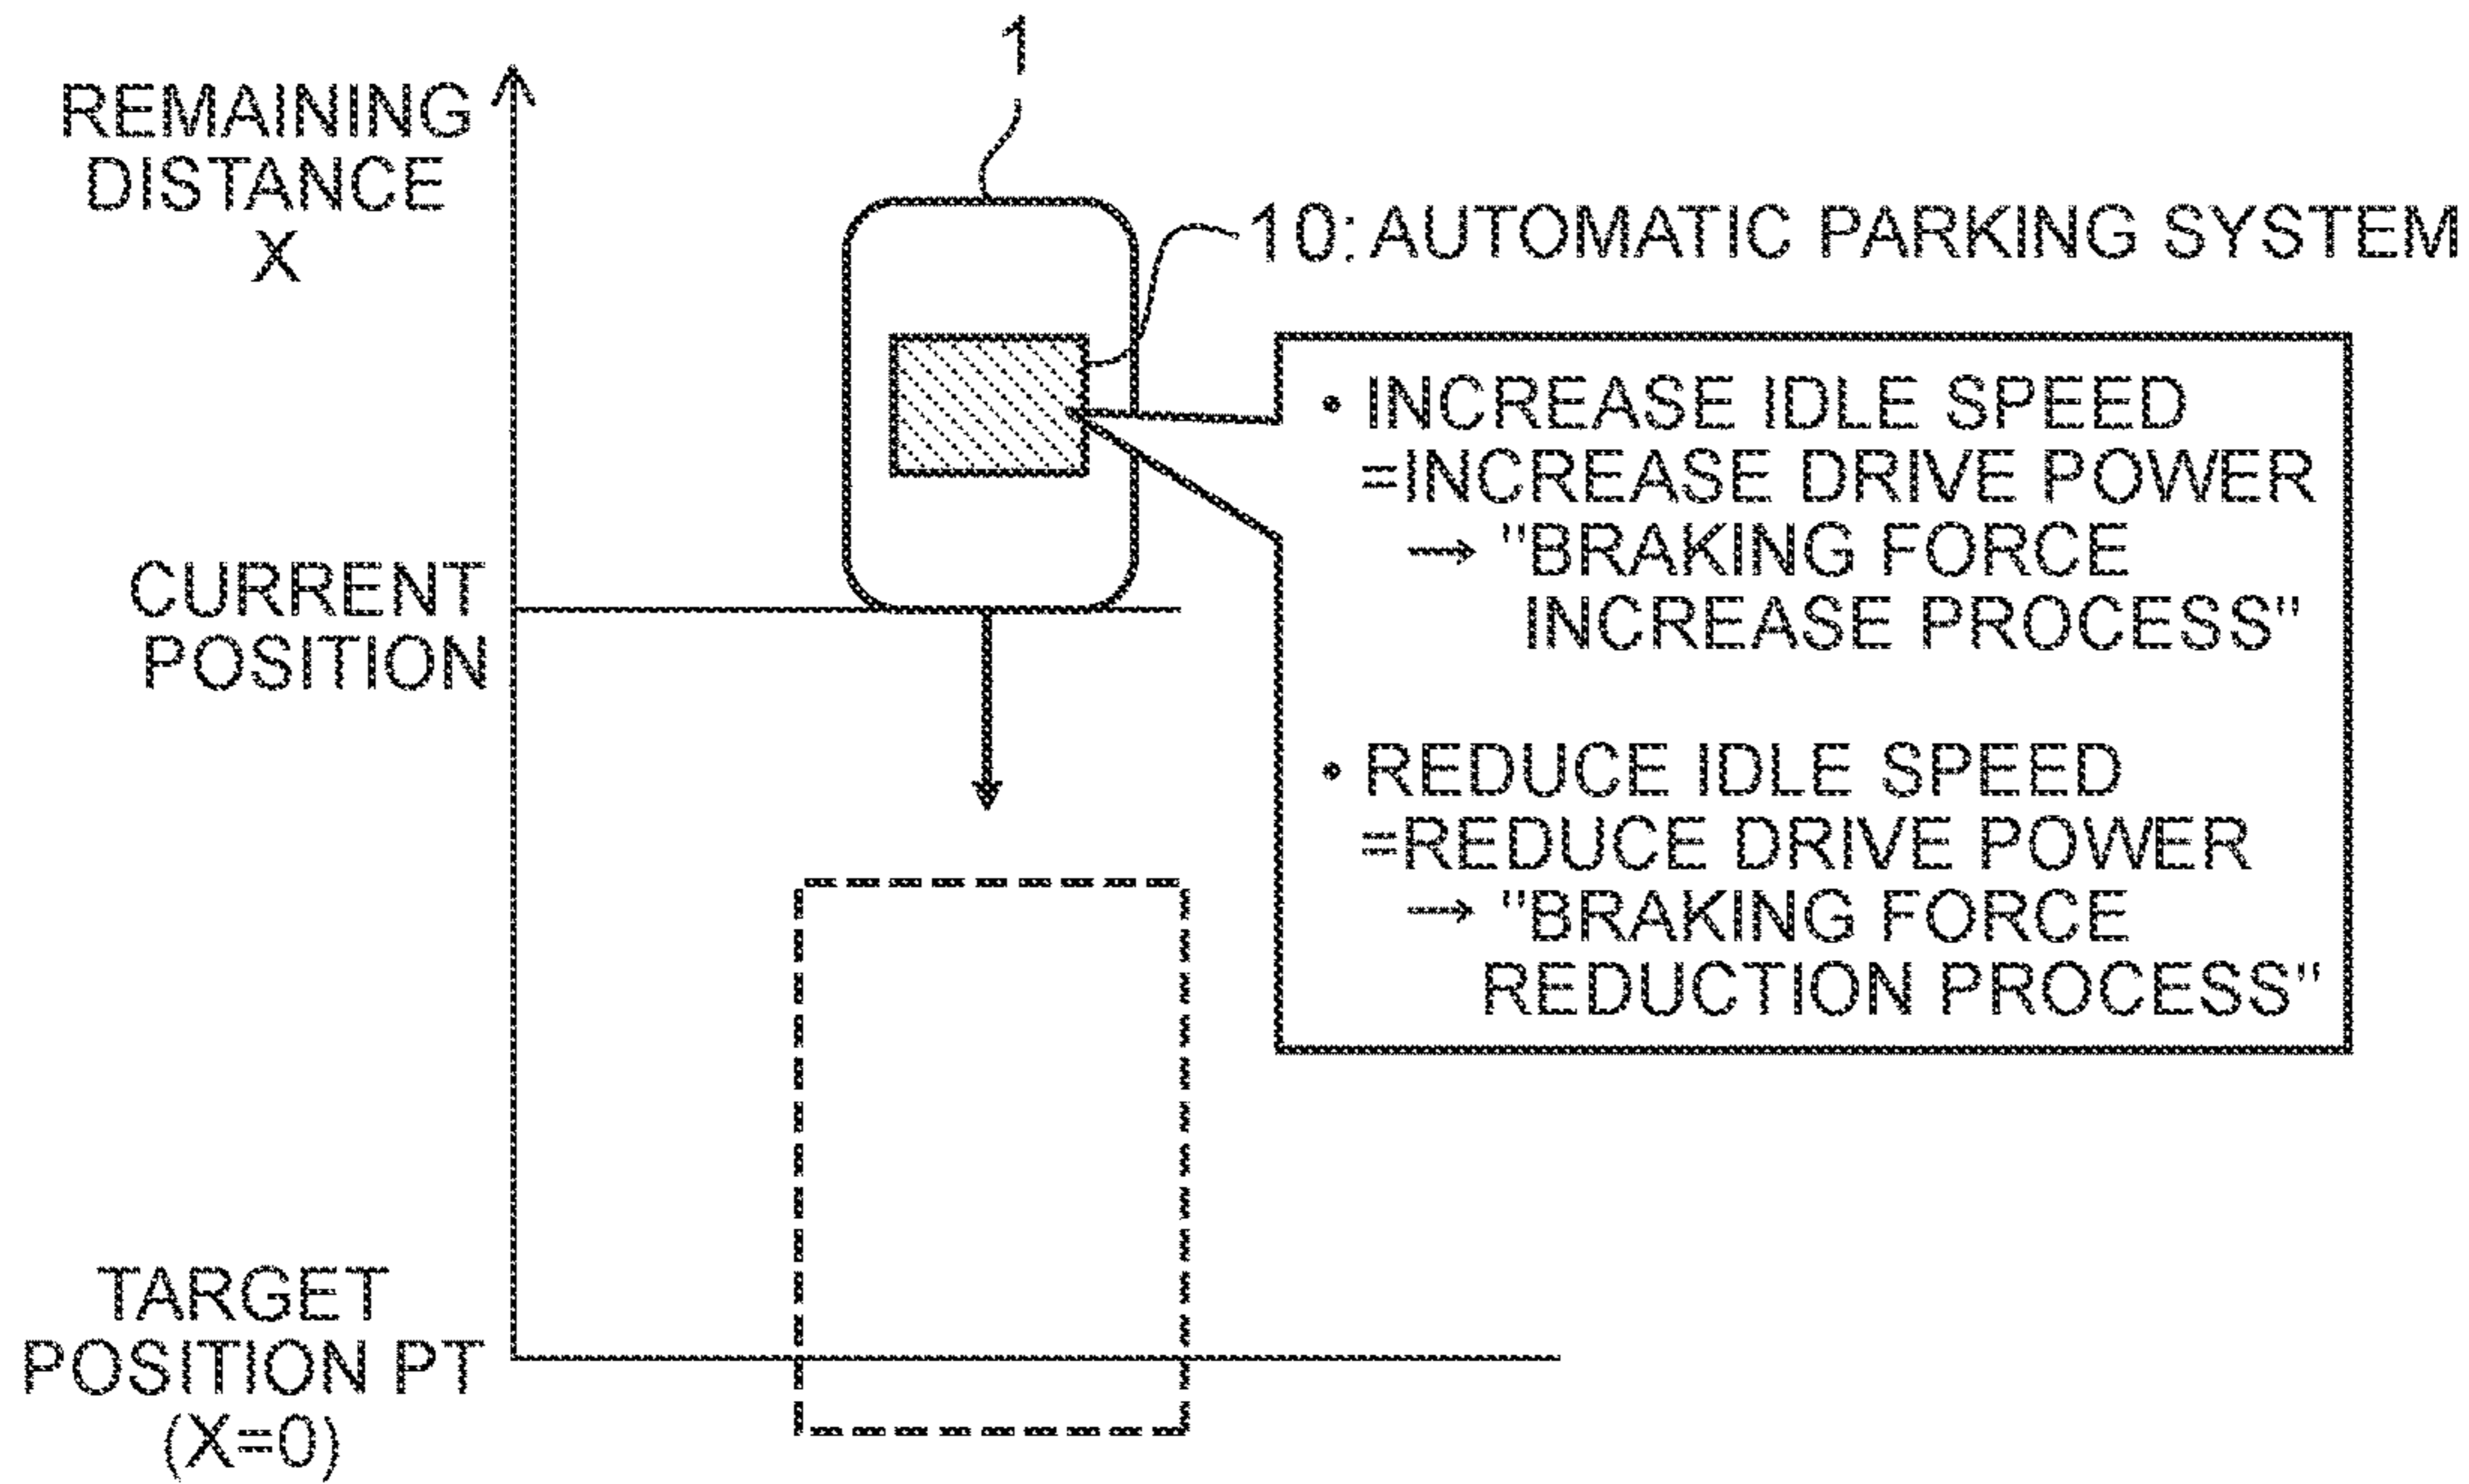 1
REMAINING
DISTANCE
X
10: AUTOMATIC PARKING SYSTEM
• INCREASE IDLE SPEED
=INCREASE DRIVE POWER
→ "BRAKING FORCE
INCREASE PROCESS"
CURRENT
POSITION
• REDUCE IDLE SPEED
=REDUCE DRIVE POWER
→ "BRAKING FORCE
REDUCTION PROCESS"
TARGET
POSITION PT
(X=0)